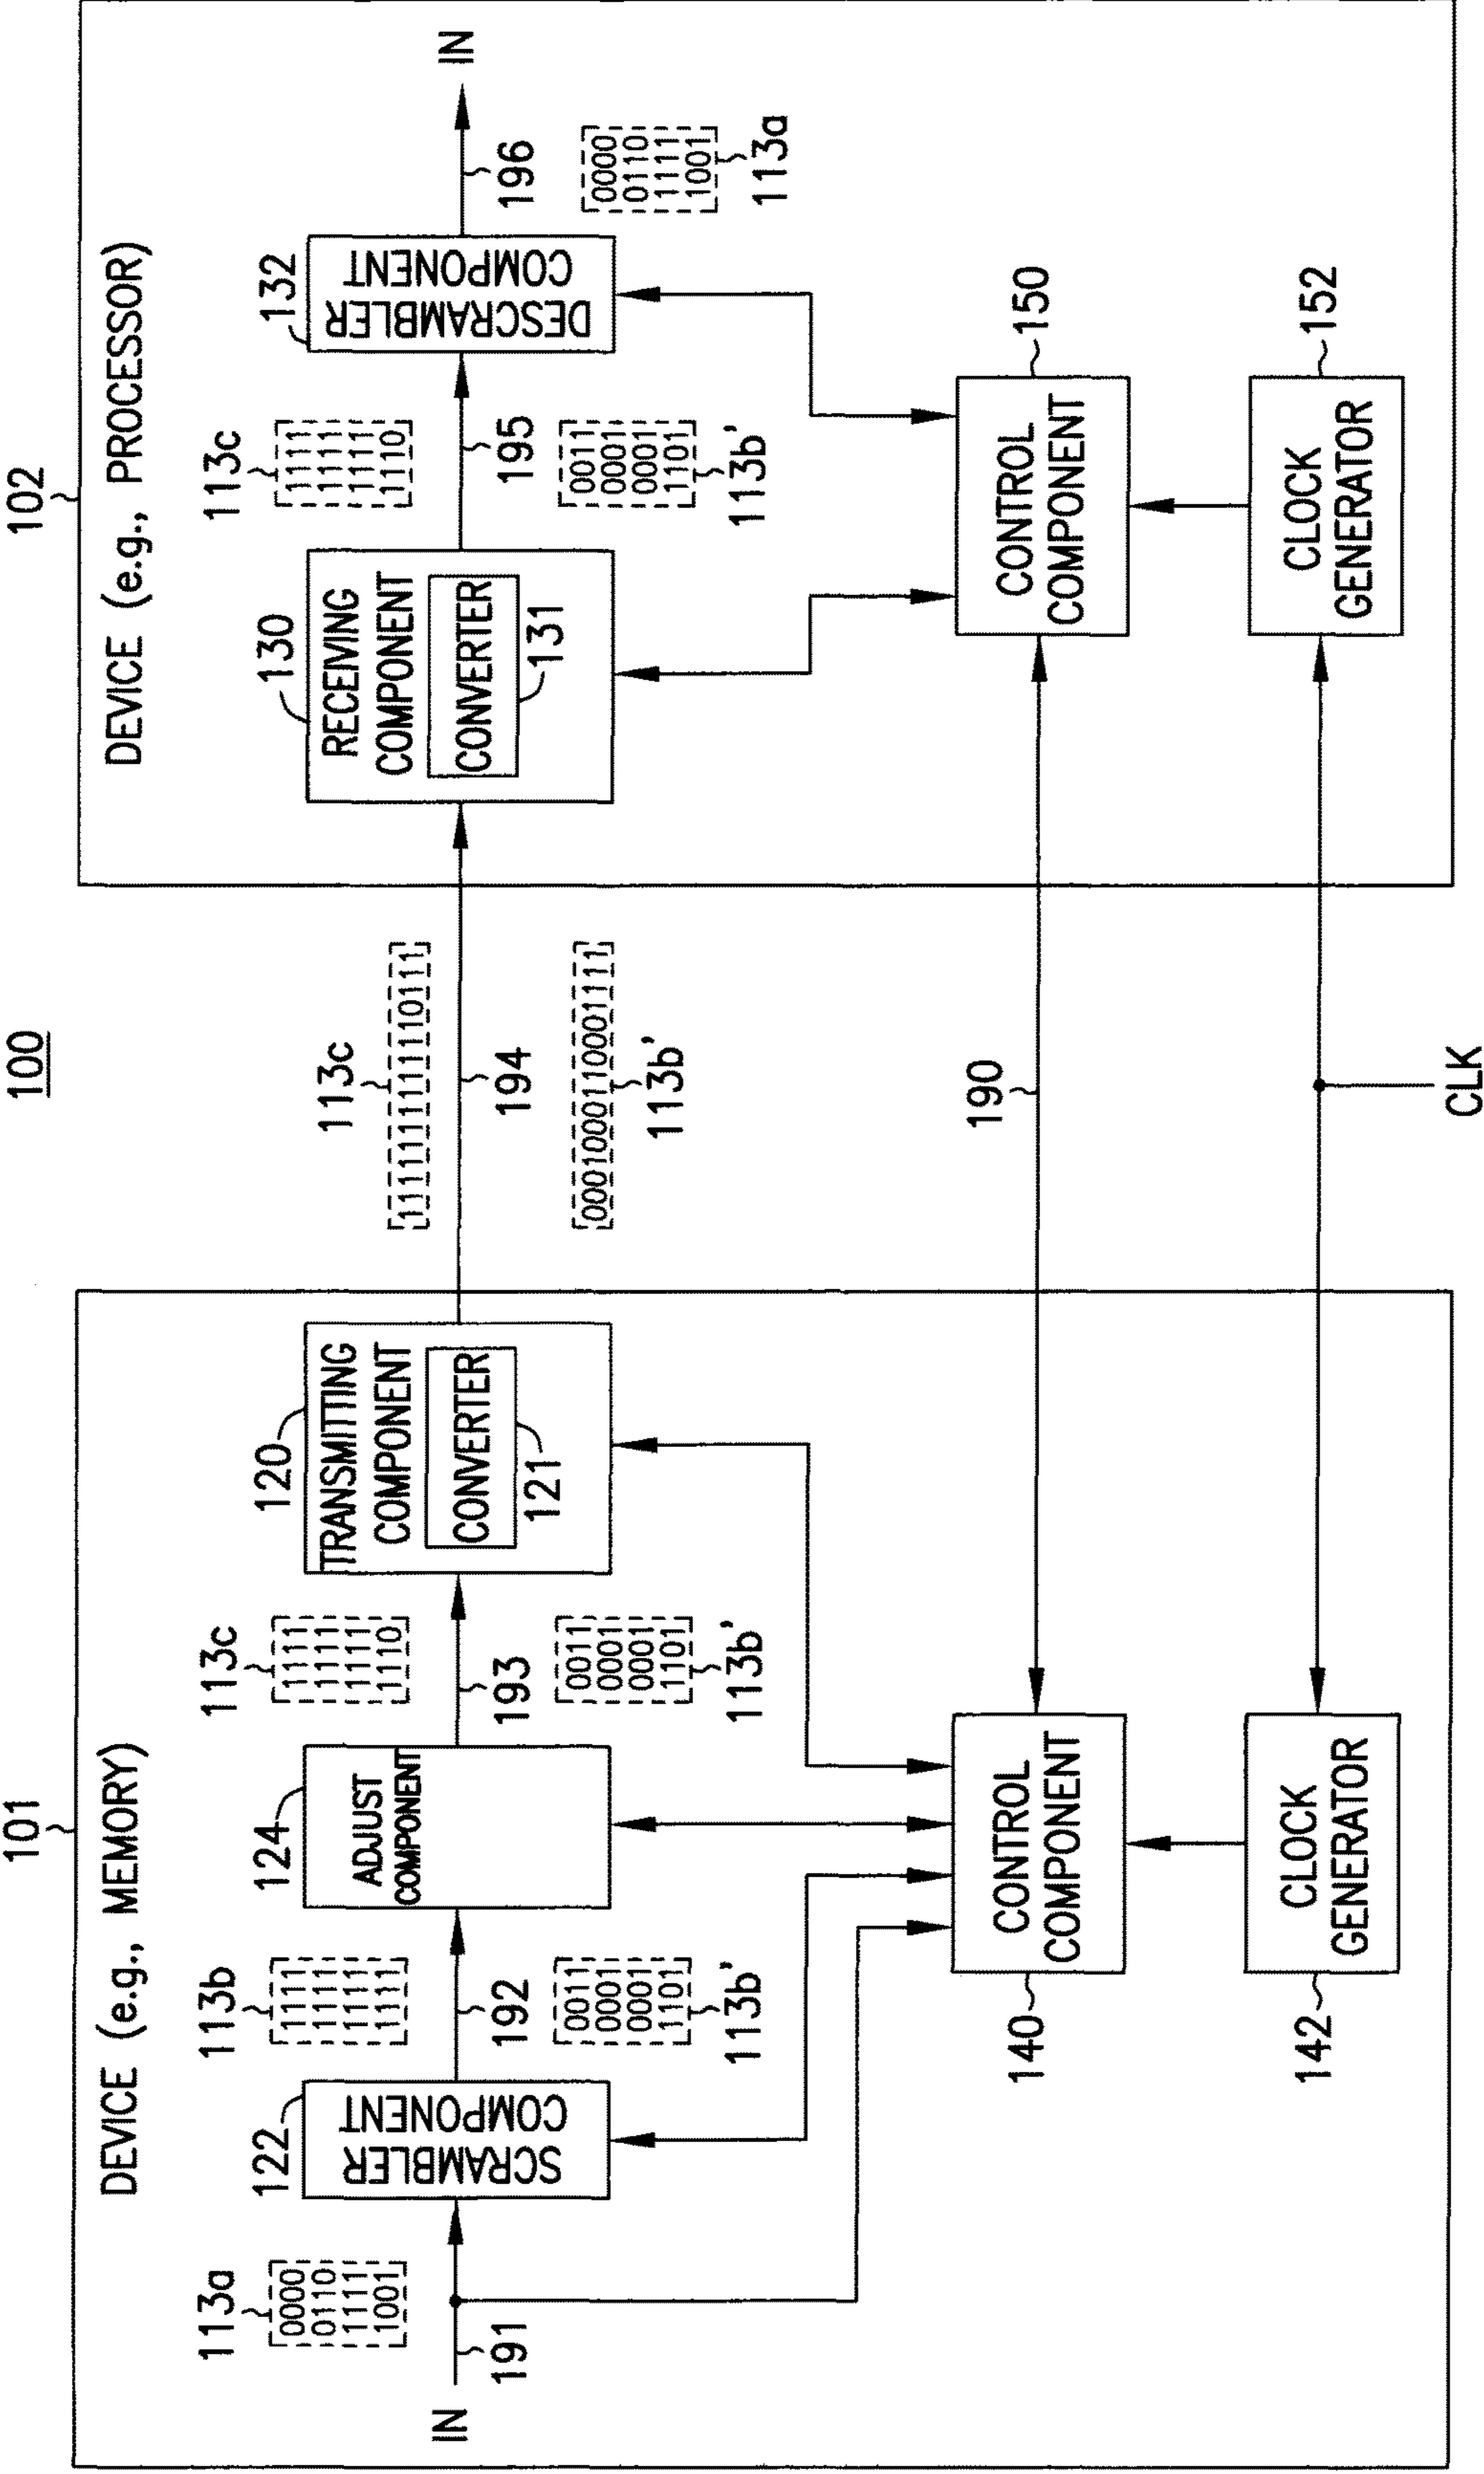 100
101
DEVICE (e.g., MEMORY)
113a
0000
0110
1111
1001
IN
191
122
SCRAMBLER
COMPONENT
113b
1111
1111
1111
1111
192
0011
0001
0001
1101
113b'
124
ADJUST
COMPONENT
113c
1111
1111
1111
1110
193
0011
0001
0001
1101
113b'
120
TRANSMITTING
COMPONENT
CONVERTER
121
140
CONTROL
COMPONENT
142
CLOCK
GENERATOR
113c
1111111111110111
194
0001000110001111
113b'
190
CLK
102
DEVICE (e.g., PROCESSOR)
130
RECEIVING
COMPONENT
CONVERTER
131
113c
1111
1111
1111
1110
195
0011
0001
0001
1101
113b'
132
DESCRAMBLER
COMPONENT
IN
196
0000
0110
1111
1001
113a
150
CONTROL
COMPONENT
152
CLOCK
GENERATOR